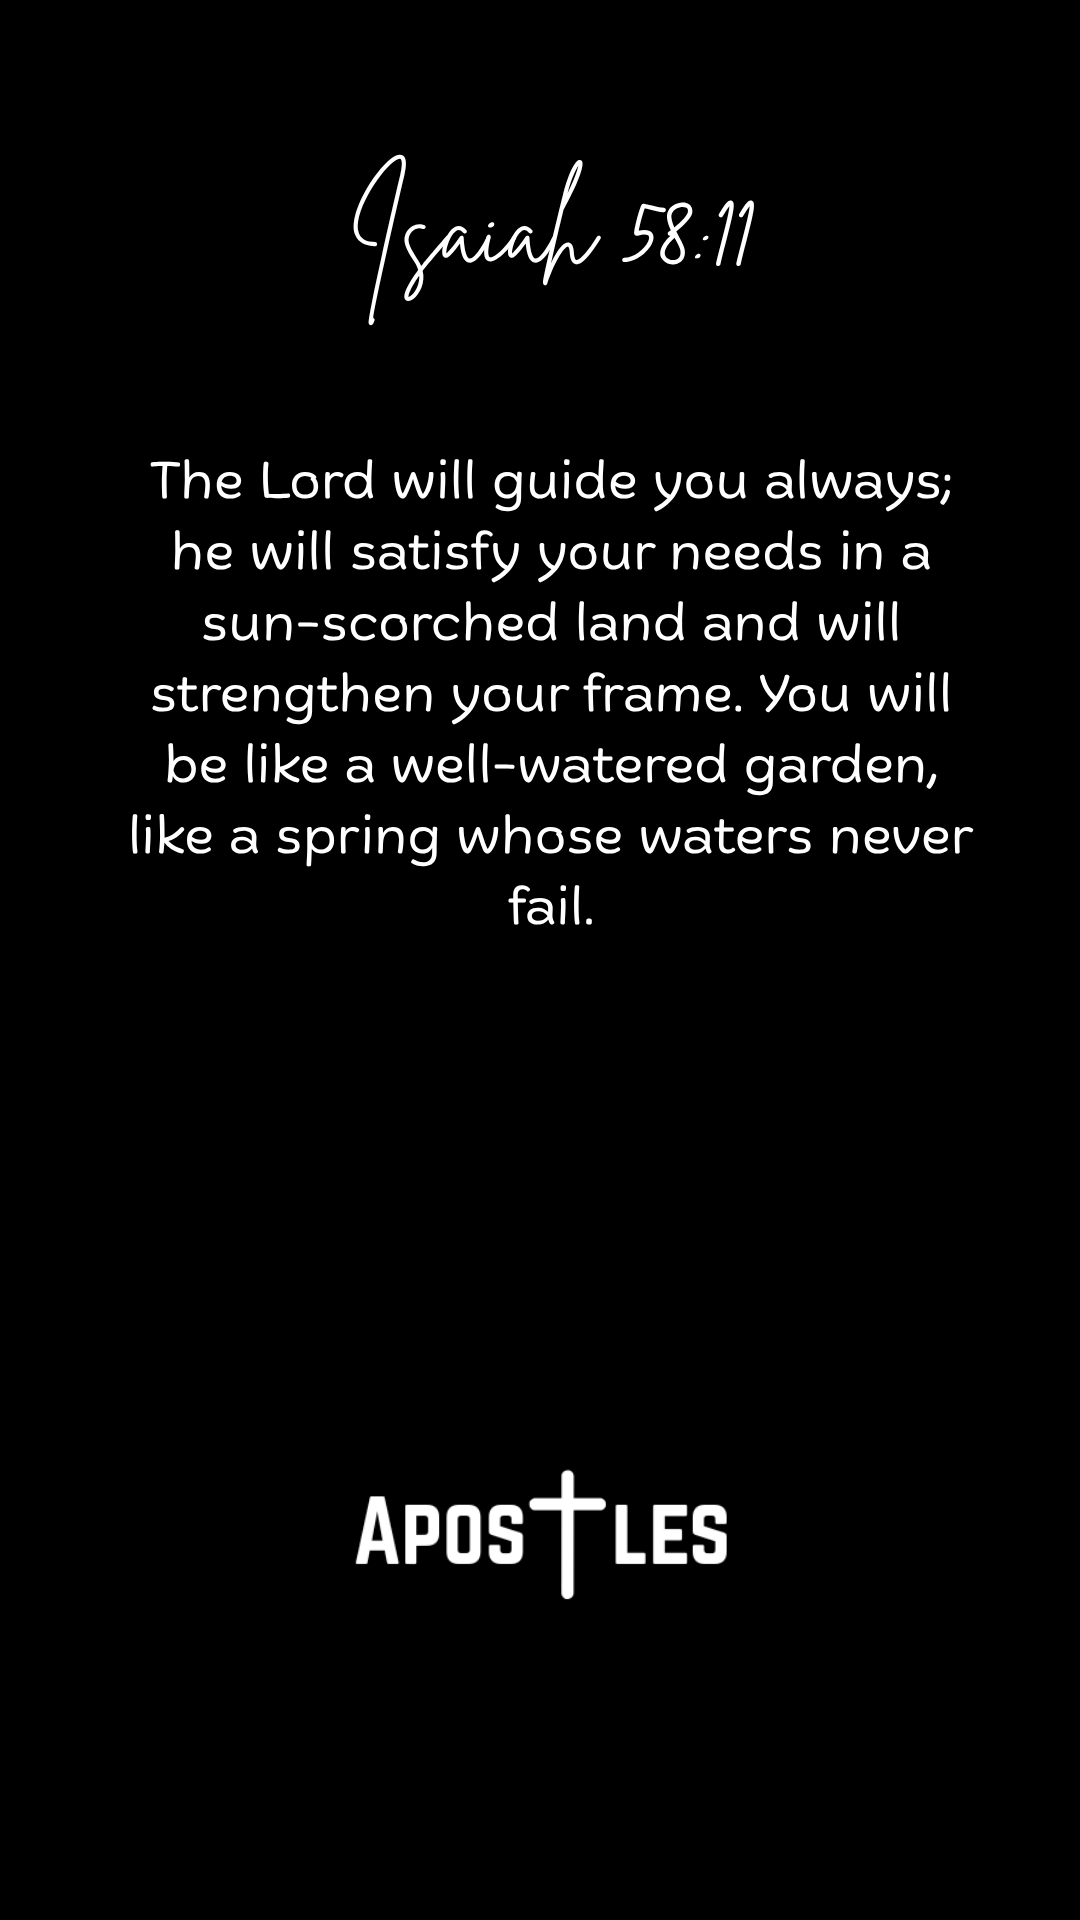 Isaiah 58:11
The Lord will guide you always;
he will satisfy your needs in a
sun-scorched land and will
strengthen your frame. You will
be like a well-watered garden,
like a spring whose waters never
fail.
APOSTLES